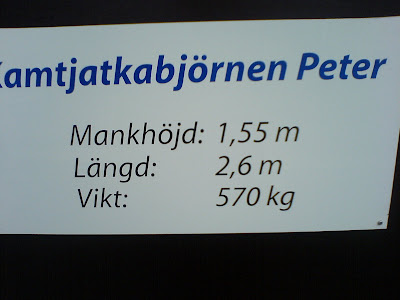 Kamtjatkabjörnen Peter
Mankhöjd: 1,55 m
Längd: 2,6 m
Vikt: 570 kg